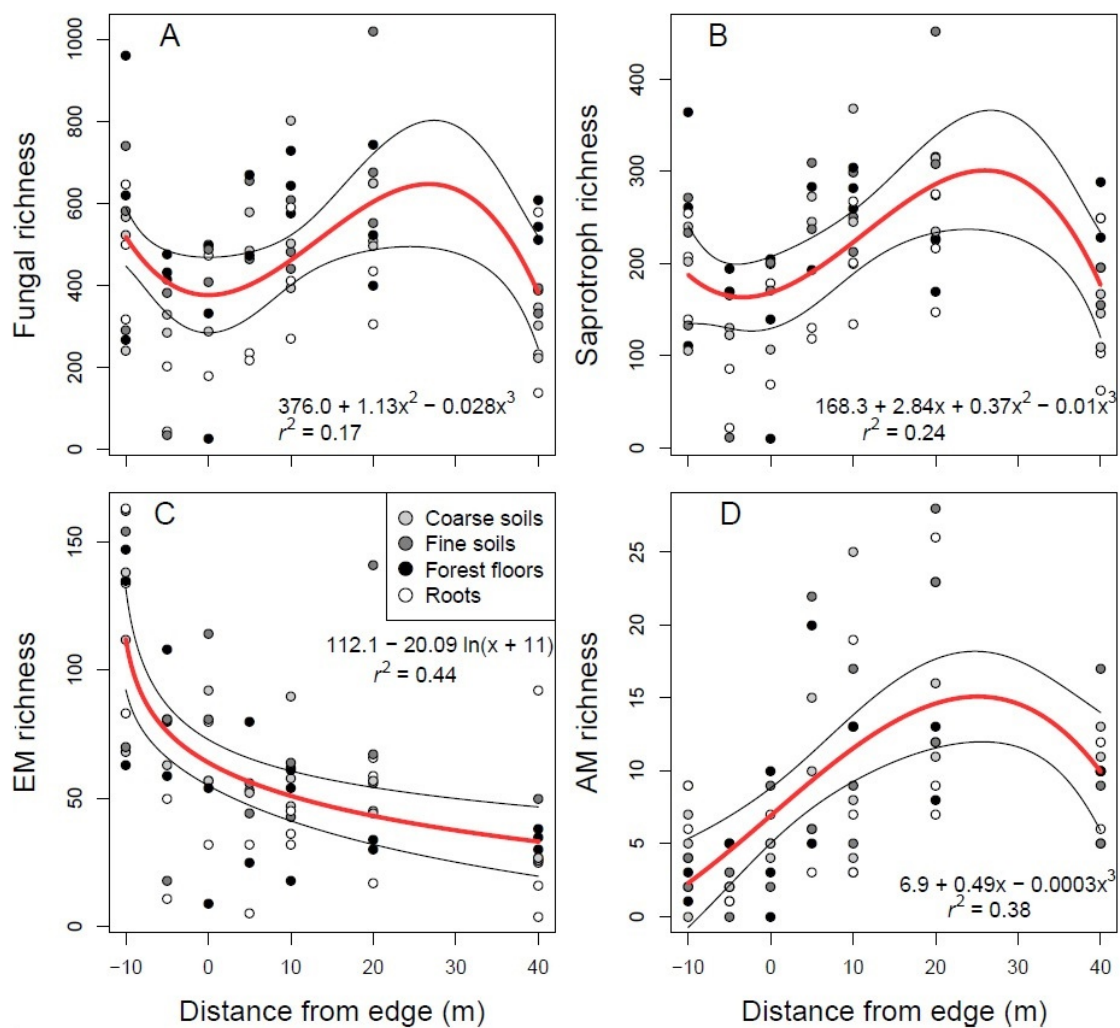 A
Fungal richness
1000
800
600
400
200
0
376.0 + 1.13x² − 0.028x³
r² = 0.17
B
Saprotroph richness
400
300
200
100
0
168.3 + 2.84x + 0.37x² − 0.01x³
r² = 0.24
C
EM richness
150
100
50
0
Coarse soils
Fine soils
Forest floors
Roots
112.1 − 20.09 ln(x + 11)
r² = 0.44
−10 0 10 20 30 40
Distance from edge (m)
D
AM richness
25
20
15
10
5
0
6.9 + 0.49x − 0.0003x³
r² = 0.38
−10 0 10 20 30 40
Distance from edge (m)